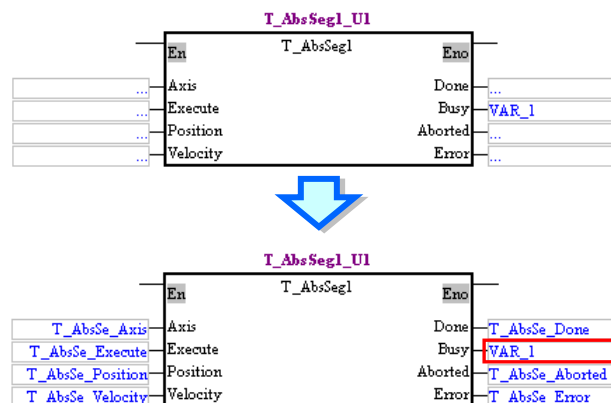 T_AbsSeg1_U1
En T_AbsSeg1 Eno
... Axis Done ...
... Execute Busy VAR_1
... Position Aborted ...
... Velocity Error ...
T_AbsSeg1_U1
En T_AbsSeg1 Eno
T_AbsSe_Axis Axis Done T_AbsSe_Done
T_AbsSe_Execute Execute Busy VAR_1
T_AbsSe_Position Position Aborted T_AbsSe_Aborted
T_AbsSe_Velocity Velocity Error T_AbsSe_Error